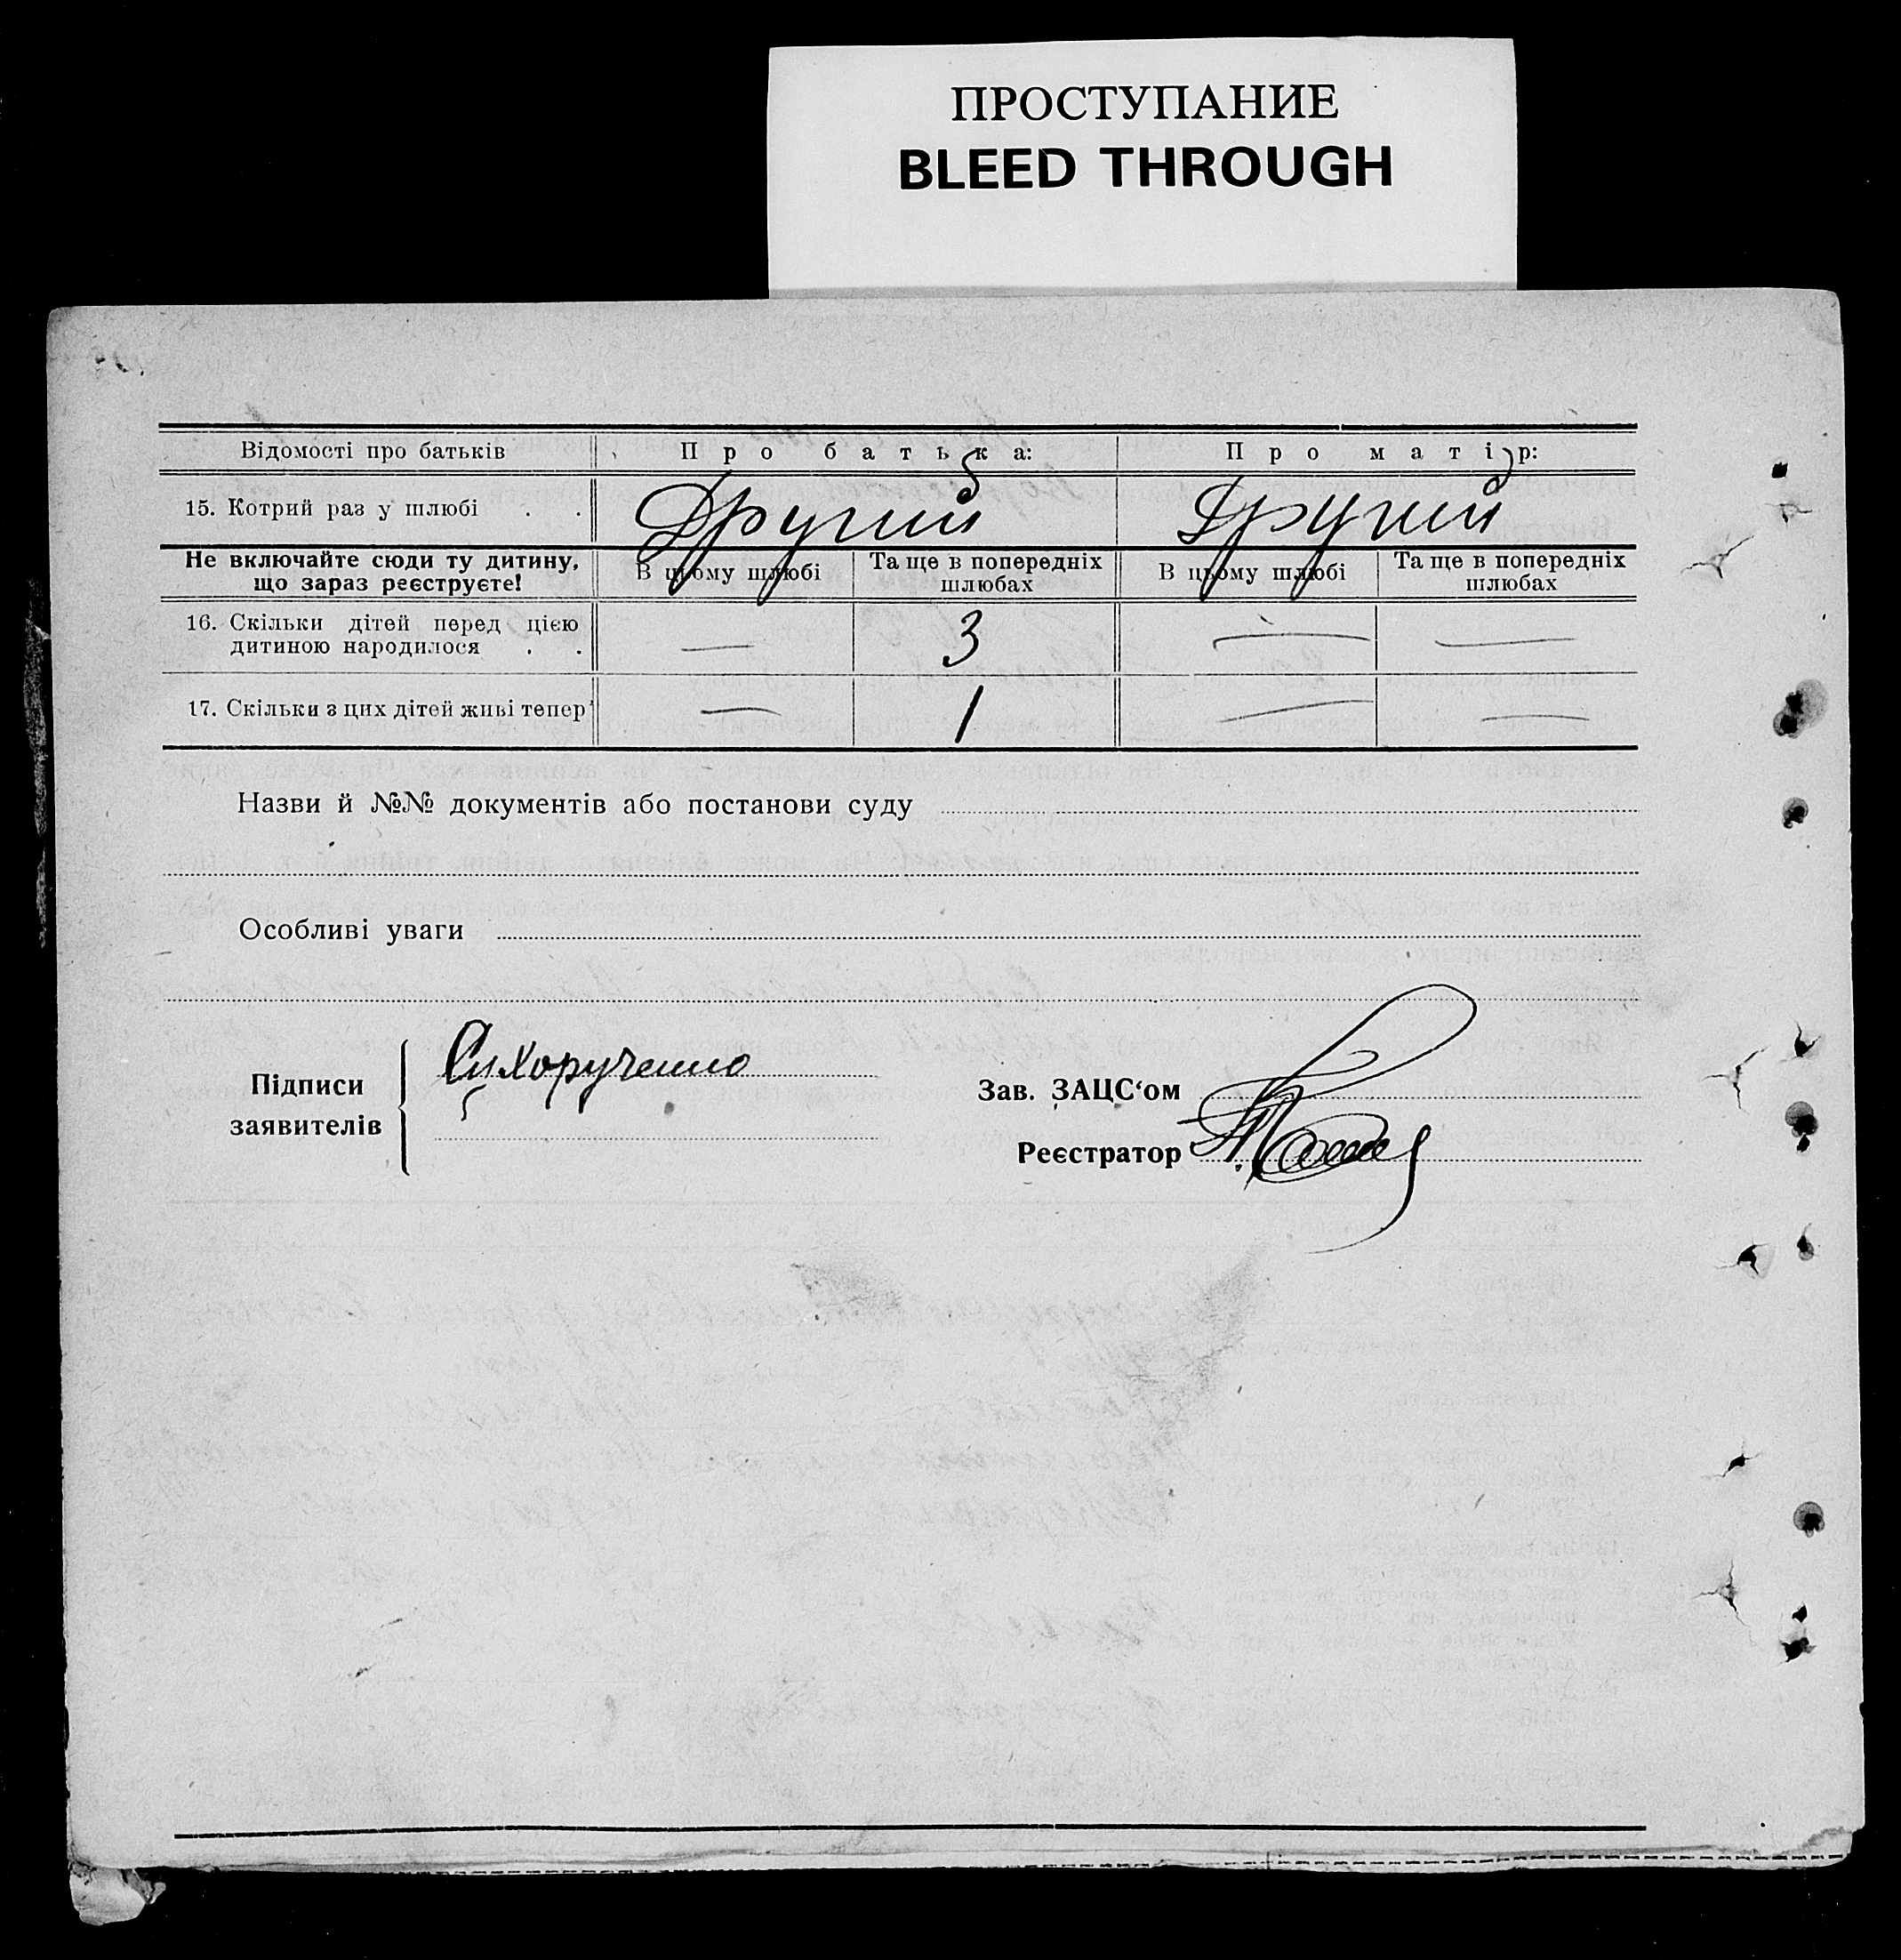 ПРОСТУПАНИЕ
BLEED THROUGH
Відомості про батьків Про батька: Про матір:
15. Котрий раз у шлюбі . . Другий Другий
Не включайте сюди ту дитину, що зараз реєструєте! В цьому шлюбі Та ще в попередніх шлюбах В цьому шлюбі Та ще в попередніх шлюбах
16. Скільки дітей перед цією дитиною народилося . . — 3 — —
17. Скільки з цих дітей живі тепер — 1 — —
Назви й №№ документів або постанови суду
Особливі уваги
Підписи заявителів
Зав. ЗАЦС‘ом
Реєстратор